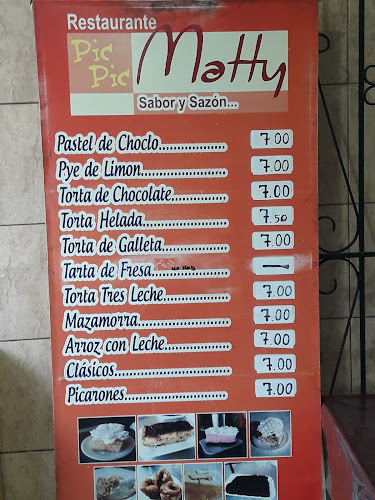 Restaurante
Pic Pic
Matty
Sabor y Sazón...
Pastel de Choclo.................. 7.00
Pye de Limon...................... 7.00
Torta de Chocolate............... 7.00
Torta Helada...................... 7.50
Torta de Galleta.................. 7.00
Tarta de Fresa..... NO HAY ..... —
Torta Tres Leche................. 7.00
Mazamorra........................ 7.00
Arroz con Leche.................. 7.00
Clásicos........................... 7.00
Picarones......................... 7.00